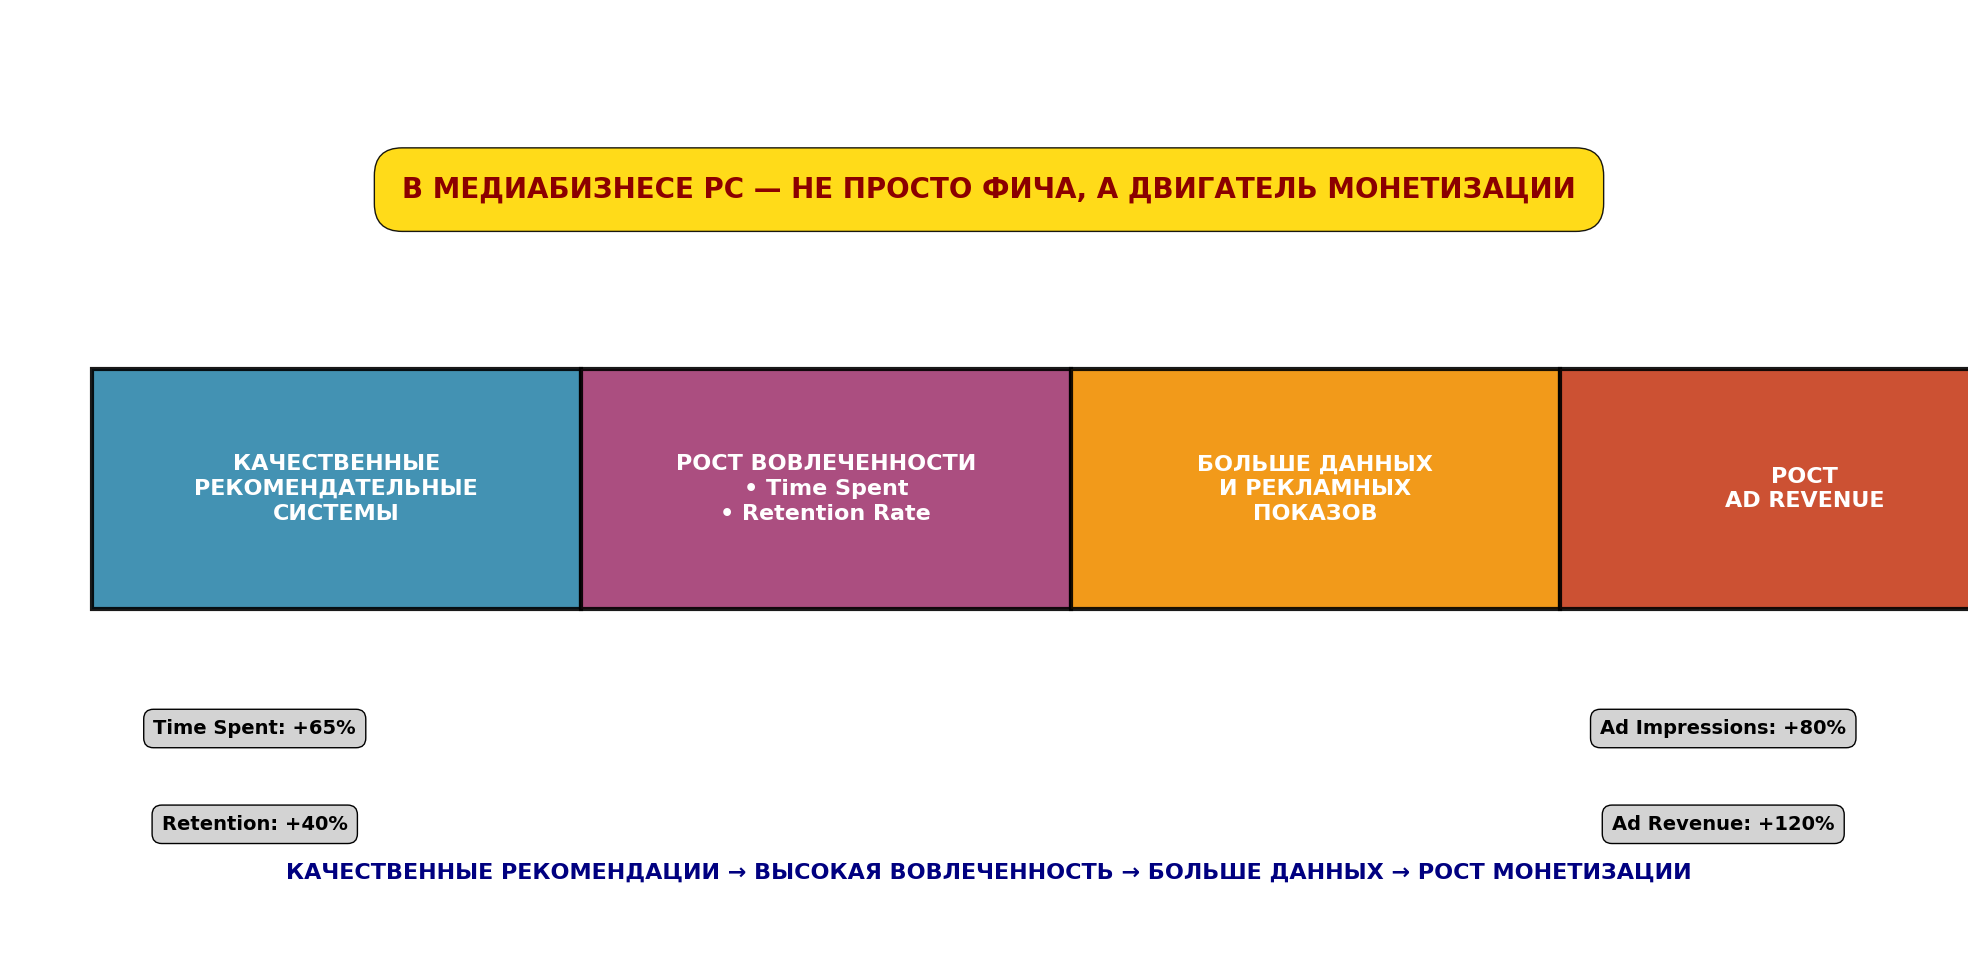 В МЕДИАБИЗНЕСЕ РС — НЕ ПРОСТО ФИЧА, А ДВИГАТЕЛЬ МОНЕТИЗАЦИИ
КАЧЕСТВЕННЫЕ
РЕКОМЕНДАТЕЛЬНЫЕ
СИСТЕМЫ
РОСТ ВОВЛЕЧЕННОСТИ
• Time Spent
• Retention Rate
БОЛЬШЕ ДАННЫХ
И РЕКЛАМНЫХ
ПОКАЗОВ
РОСТ
AD REVENUE
Time Spent: +65%
Ad Impressions: +80%
Retention: +40%
Ad Revenue: +120%
КАЧЕСТВЕННЫЕ РЕКОМЕНДАЦИИ → ВЫСОКАЯ ВОВЛЕЧЕННОСТЬ → БОЛЬШЕ ДАННЫХ → РОСТ МОНЕТИЗАЦИИ